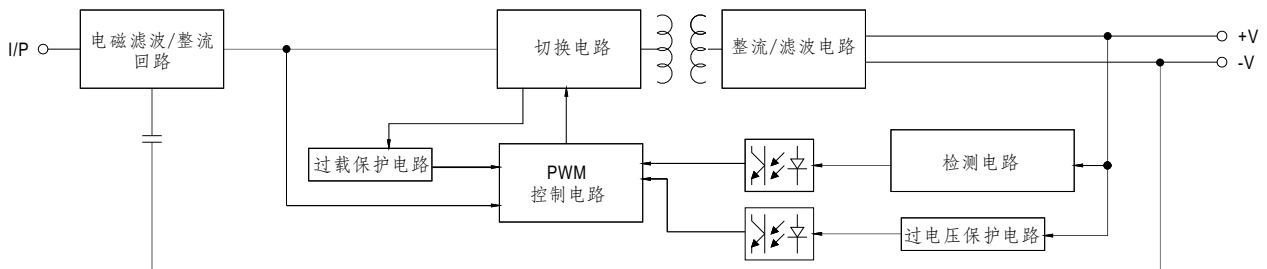 I/P
电磁滤波/整流
回路
切换电路
整流/滤波电路
+V
-V
过载保护电路
PWM
控制电路
检测电路
过电压保护电路